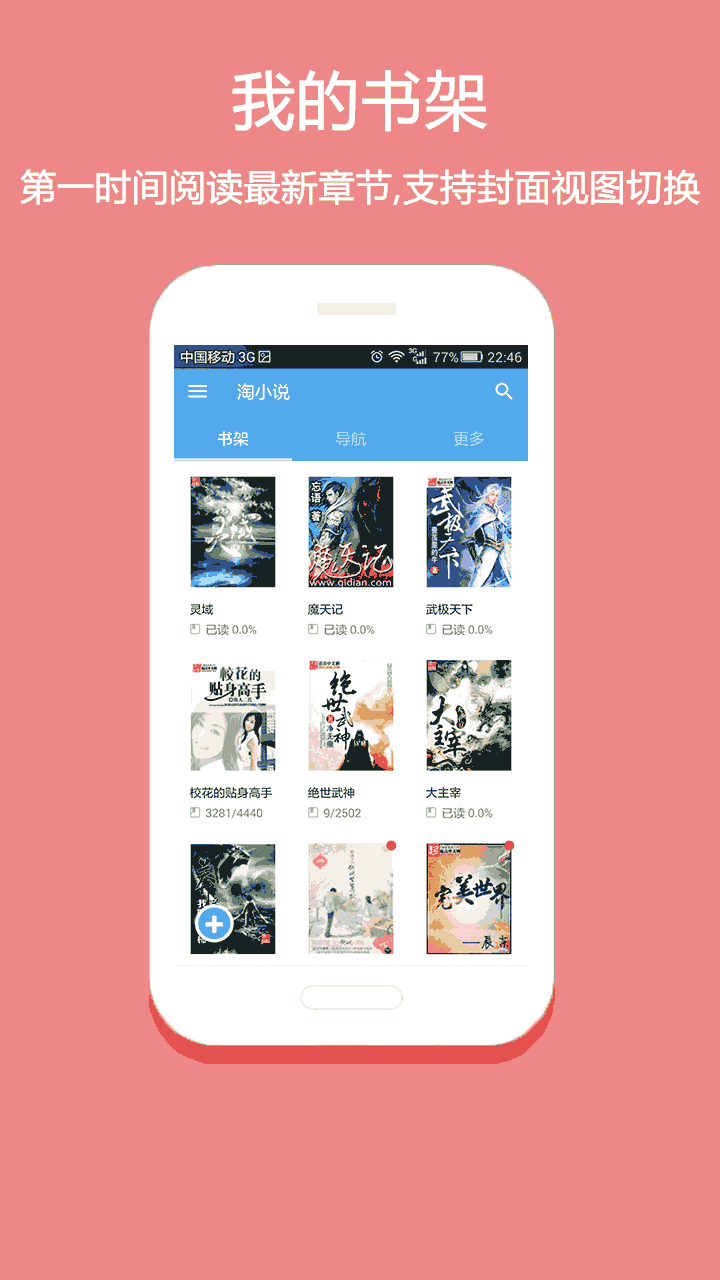 我的书架
第一时间阅读最新章节,支持封面视图切换
中国移动 3G
3G
77%
22:46
淘小说
书架
导航
更多
灵域
忘语 著
魔天记
www.qidian.com
武极天下
灵域
已读 0.0%
魔天记
已读 0.0%
武极天下
已读 0.0%
校花的
贴身高手
绝世武神
净无痕
大主宰
校花的贴身高手
3281/4440
绝世武神
9/2502
大主宰
已读 0.0%
完美世界
辰东